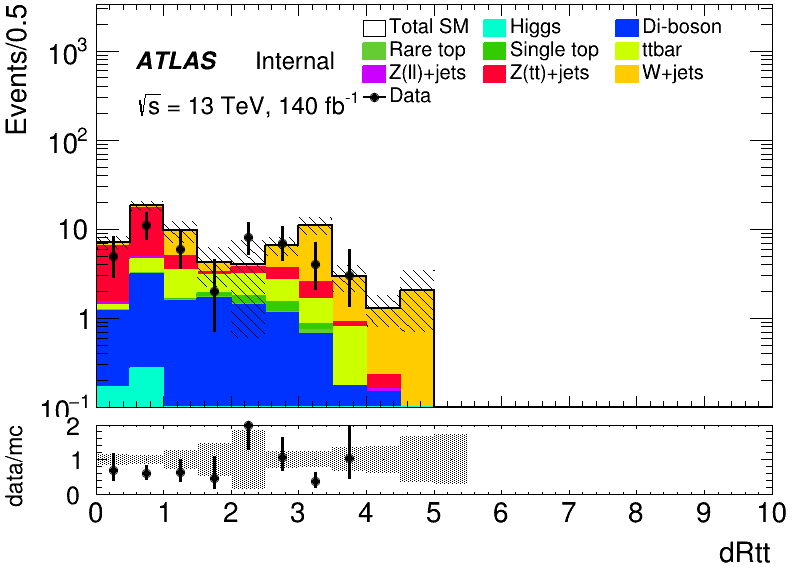 Events/0.5
10³
10²
10
1
10⁻¹
ATLAS Internal
√s = 13 TeV, 140 fb⁻¹
Total SM Higgs Di-boson
Rare top Single top ttbar
Z(ll)+jets Z(tt)+jets W+jets
Data
data/mc
2
1
0
0 1 2 3 4 5 6 7 8 9 10
dRtt